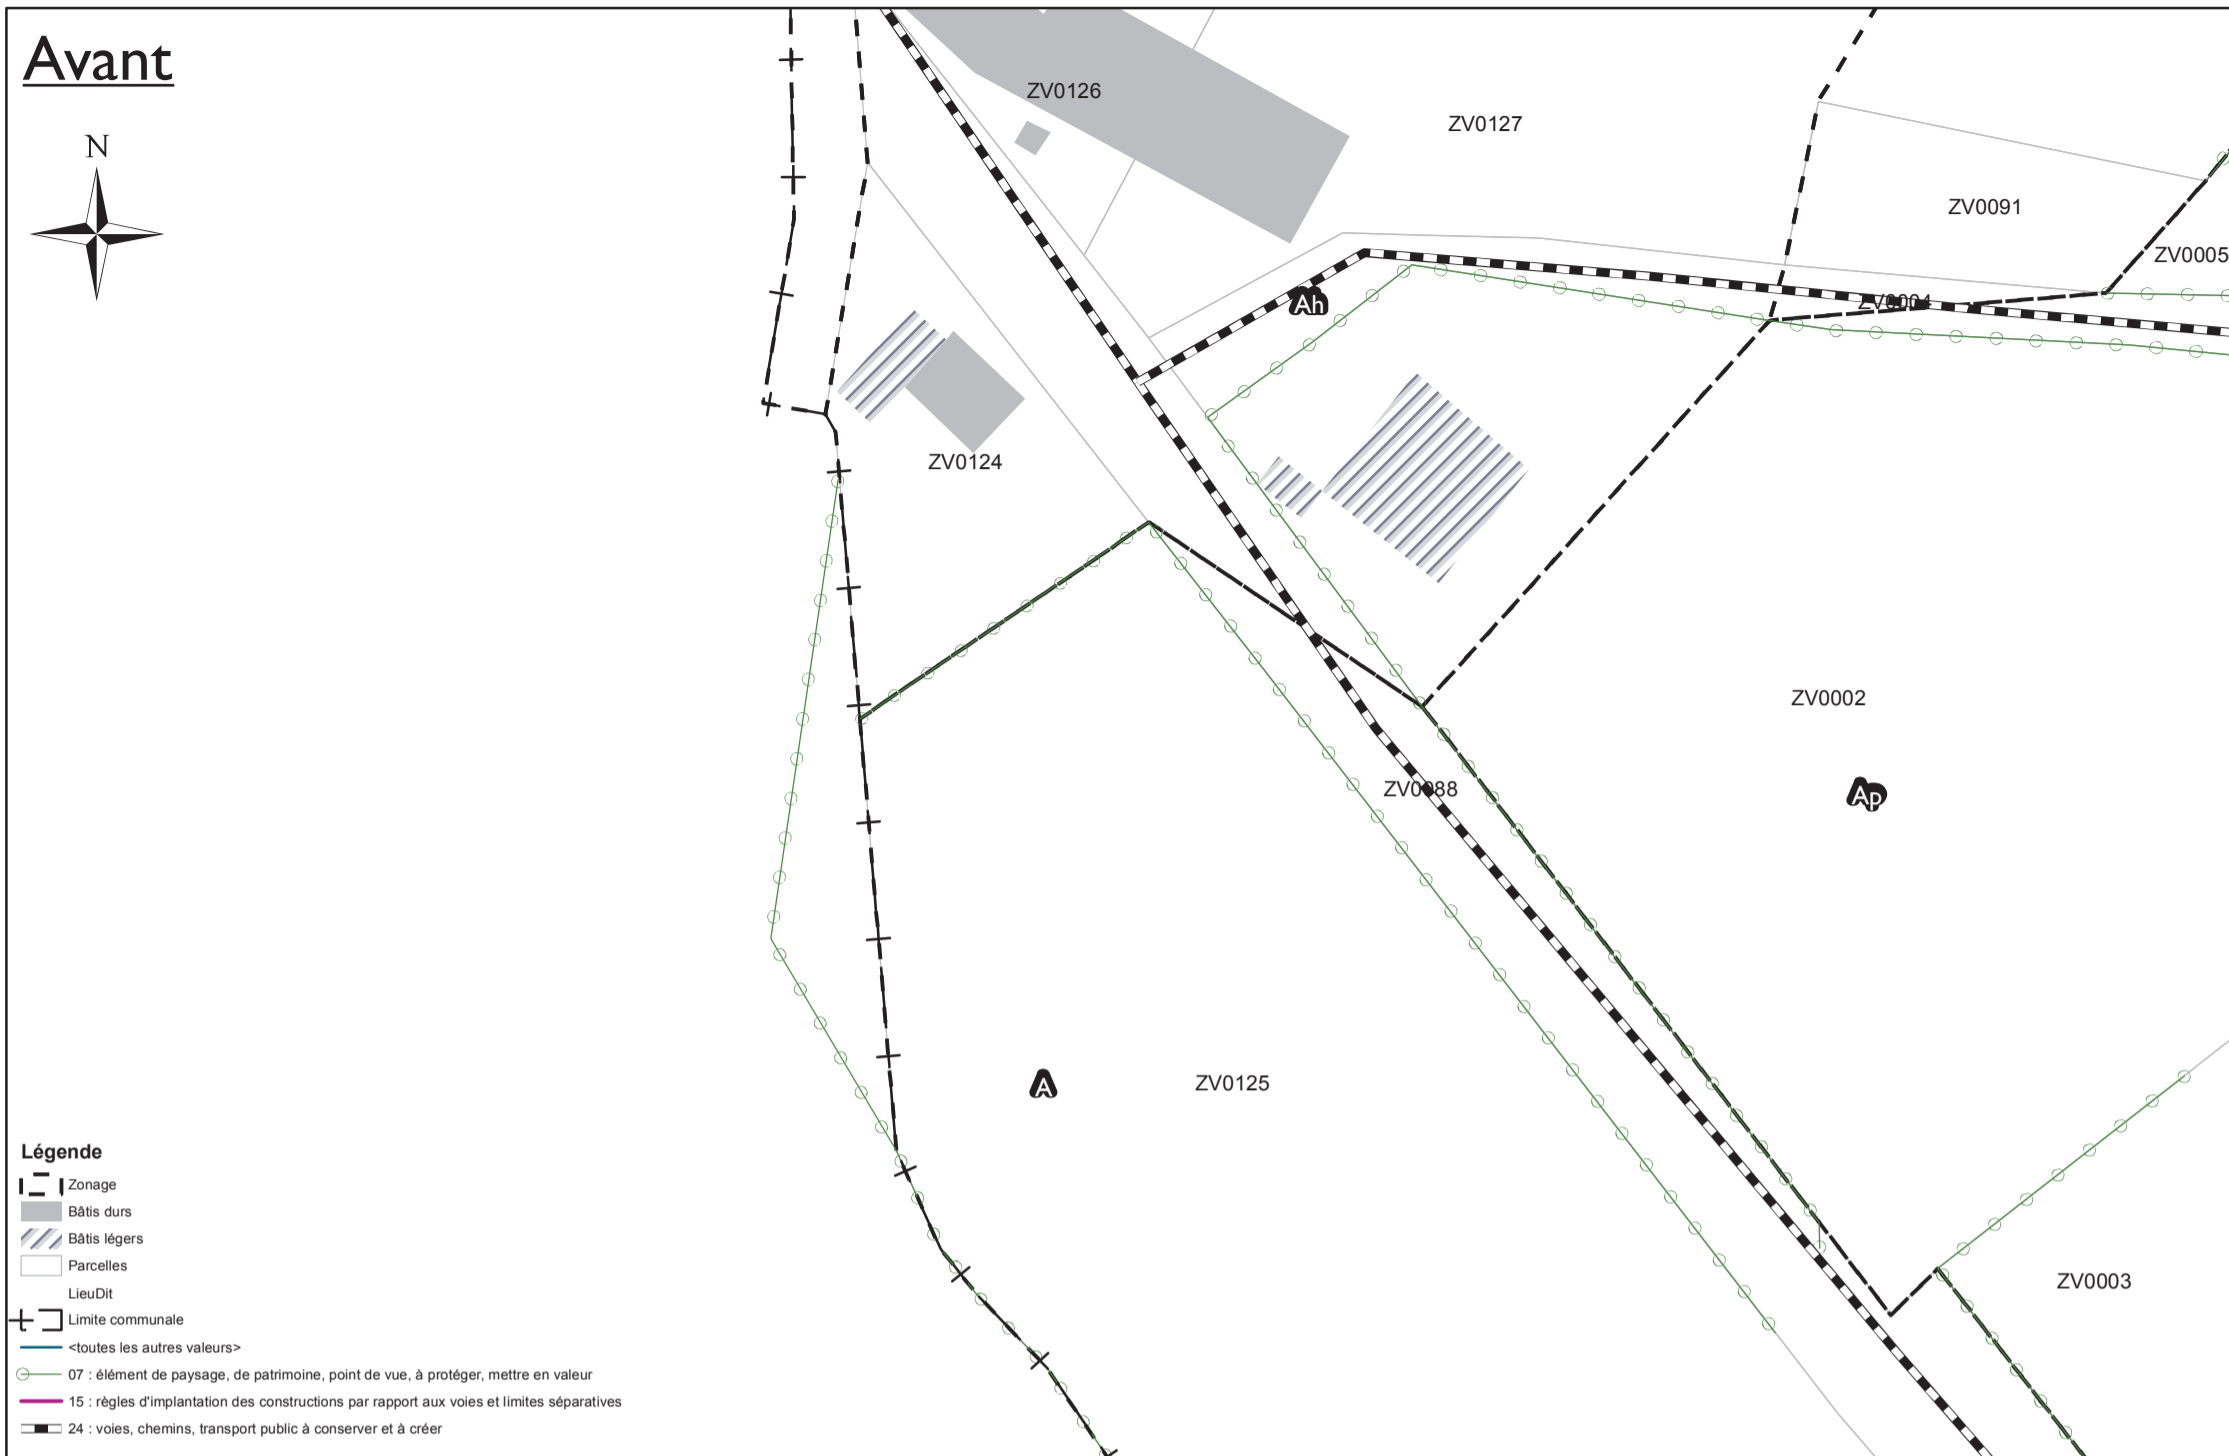 Avant
N
ZV0126
ZV0127
ZV0091
ZV0005
ZV0004
Ah
ZV0124
ZV0002
ZV0088
Ap
A
ZV0125
ZV0003
Légende
Zonage
Bâtis durs
Bâtis légers
Parcelles
LieuDit
Limite communale
<toutes les autres valeurs>
07 : élément de paysage, de patrimoine, point de vue, à protéger, mettre en valeur
15 : règles d'implantation des constructions par rapport aux voies et limites séparatives
24 : voies, chemins, transport public à conserver et à créer